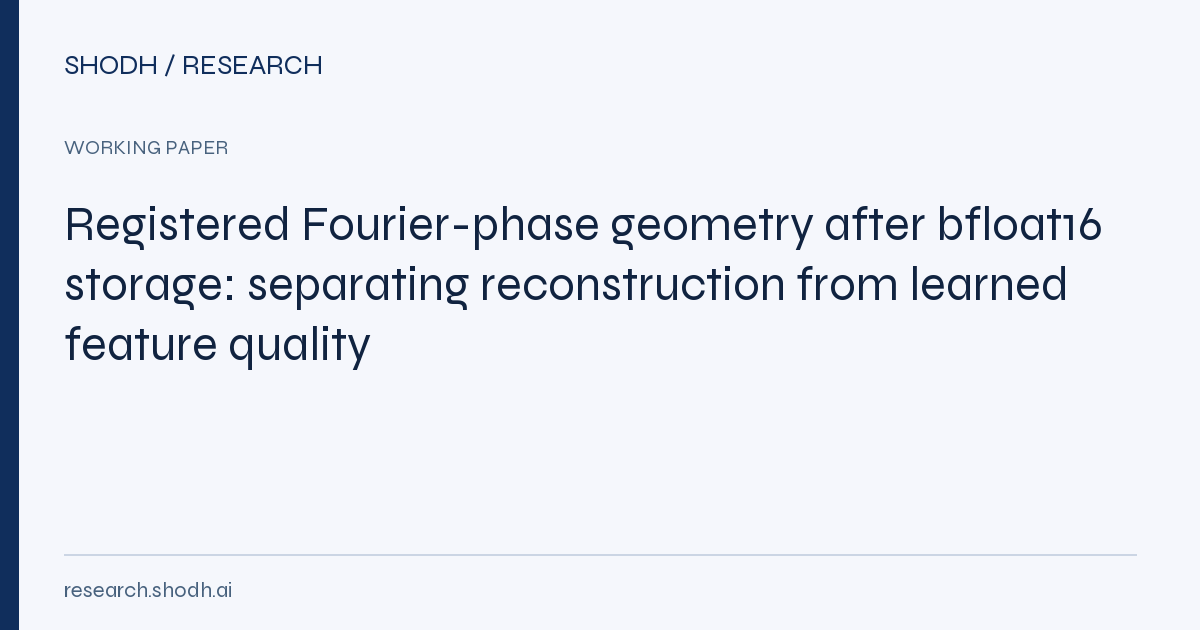 SHODH / RESEARCH
WORKING PAPER
Registered Fourier-phase geometry after bfloat16
storage: separating reconstruction from learned
feature quality
research.shodh.ai